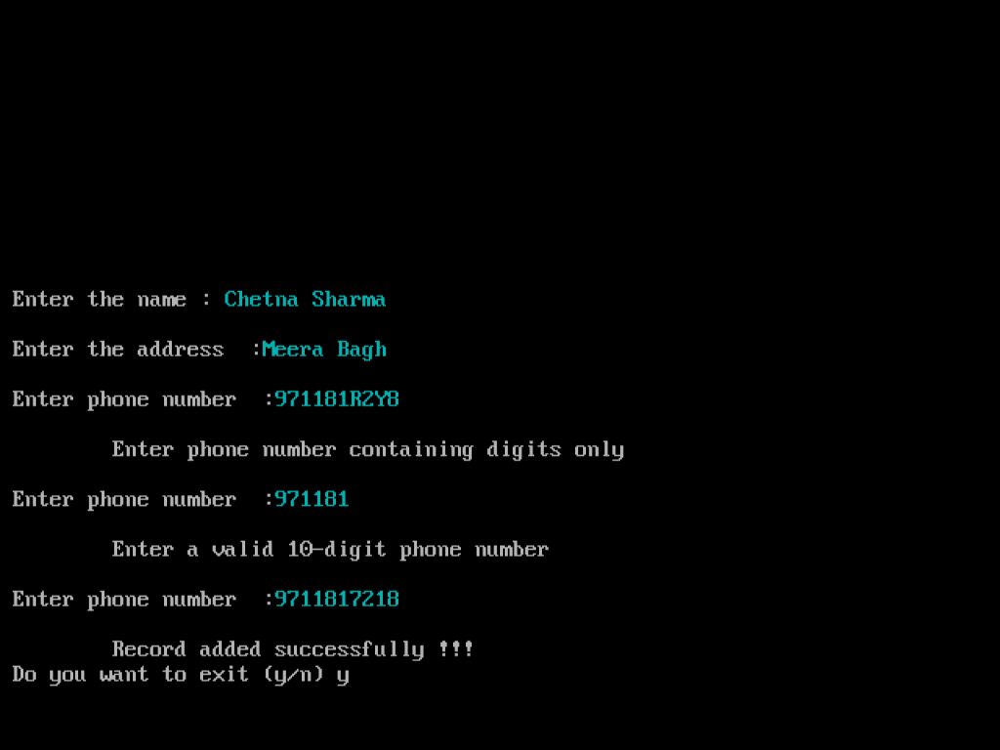 Enter the name : Chetna Sharma
Enter the address  :Meera Bagh
Enter phone number  :971181R2Y8
Enter phone number containing digits only
Enter phone number  :971181
Enter a valid 10-digit phone number
Enter phone number  :9711817218
Record added successfully !!!
Do you want to exit (y/n) y